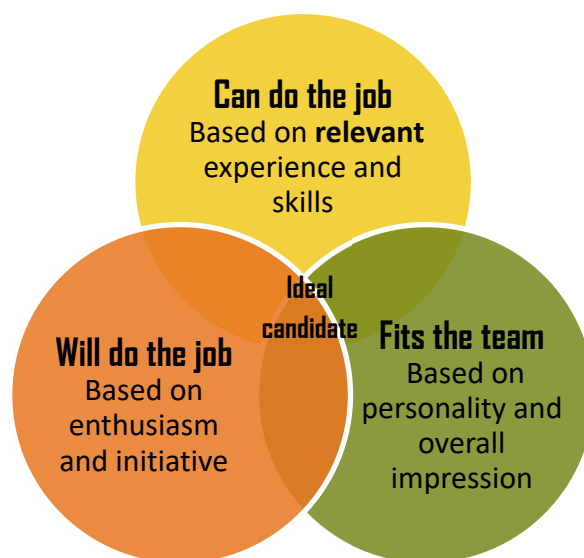 Can do the job
Based on relevant
experience and
skills
Ideal
candidate
Will do the job
Based on
enthusiasm
and initiative
Fits the team
Based on
personality and
overall
impression